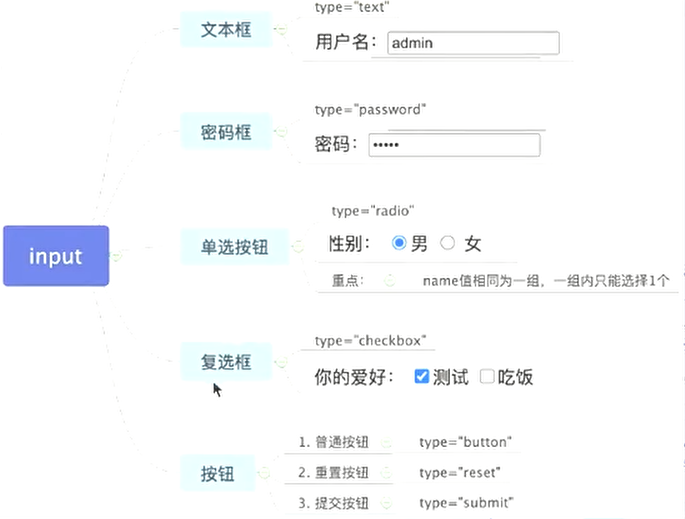 文本框
type="text"
用户名： admin
密码框
type="password"
密码： •••••
input
单选按钮
type="radio"
性别： 男 女
重点： name值相同为一组，一组内只能选择1个
复选框
type="checkbox"
你的爱好： 测试 吃饭
按钮
1. 普通按钮 type="button"
2. 重置按钮 type="reset"
3. 提交按钮 type="submit"